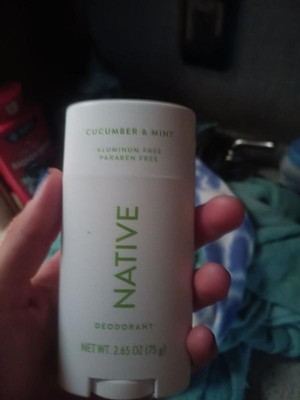 CUCUMBER & MINT
ALUMINUM FREE
PARABEN FREE
NATIVE
DEODORANT
NET WT. 2.65 OZ (75 g)